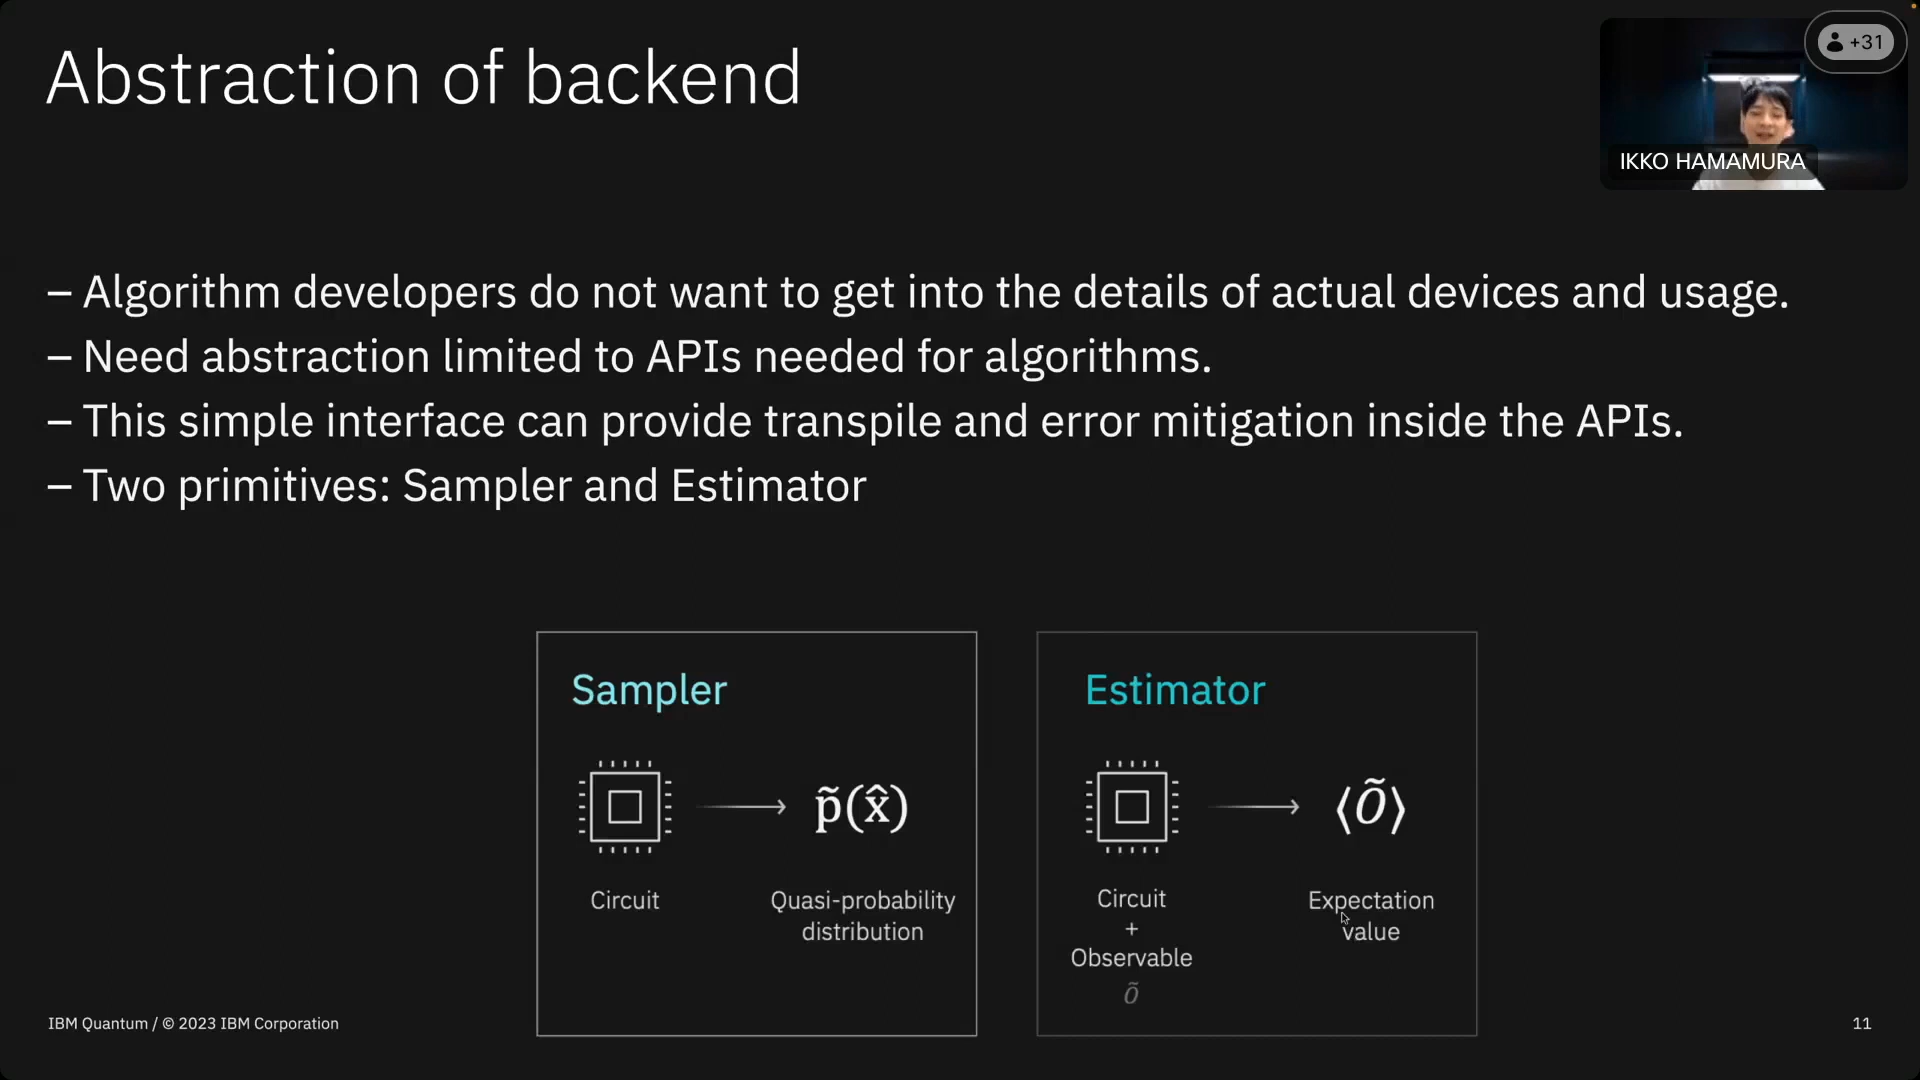 Abstraction of backend
+31
IKKO HAMAMURA
– Algorithm developers do not want to get into the details of actual devices and usage.
– Need abstraction limited to APIs needed for algorithms.
– This simple interface can provide transpile and error mitigation inside the APIs.
– Two primitives: Sampler and Estimator
Sampler
p̃(x̂)
Circuit
Quasi-probability
distribution
Estimator
⟨Õ⟩
Circuit
+
Observable
Õ
Expectation
value
IBM Quantum / © 2023 IBM Corporation
11